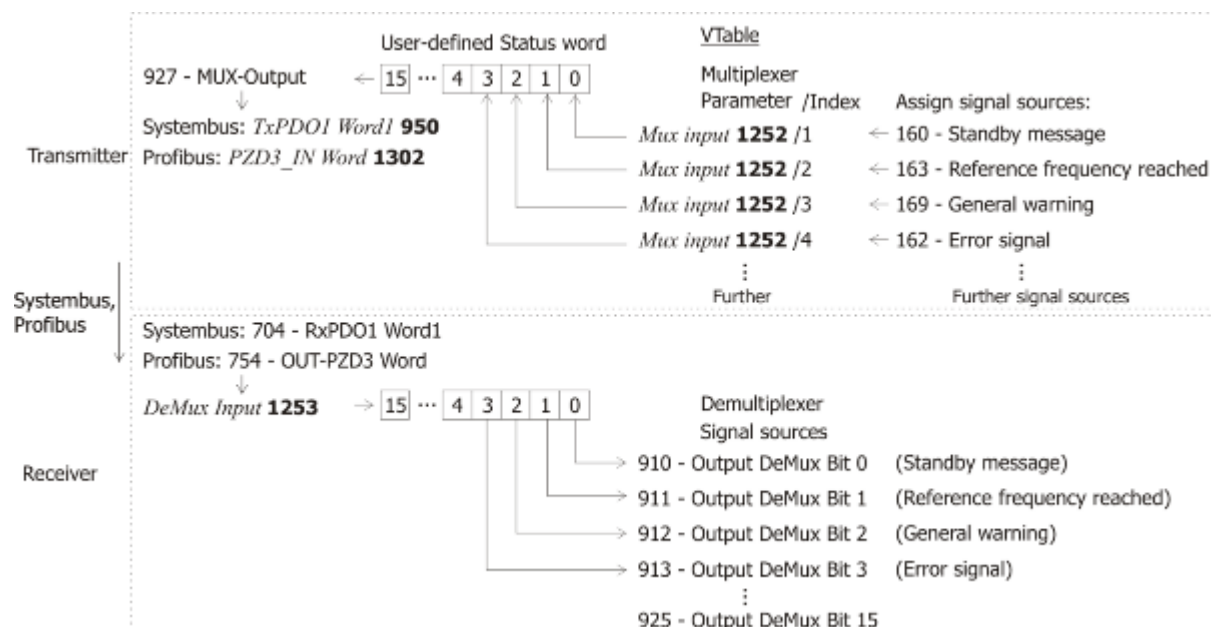 User-defined Status word
VTable
927 - MUX-Output ← 15 ··· 4 3 2 1 0
Multiplexer
Parameter /Index Assign signal sources:
Systembus: TxPDO1 Word1 950
Mux input 1252 /1 ← 160 - Standby message
Transmitter
Profibus: PZD3_IN Word 1302
Mux input 1252 /2 ← 163 - Reference frequency reached
Mux input 1252 /3 ← 169 - General warning
Mux input 1252 /4 ← 162 - Error signal
Further Further signal sources
Systembus,
Profibus
Systembus: 704 - RxPDO1 Word1
Profibus: 754 - OUT-PZD3 Word
DeMux Input 1253 → 15 ··· 4 3 2 1 0
Demultiplexer
Signal sources
Receiver
910 - Output DeMux Bit 0 (Standby message)
911 - Output DeMux Bit 1 (Reference frequency reached)
912 - Output DeMux Bit 2 (General warning)
913 - Output DeMux Bit 3 (Error signal)
925 - Output DeMux Bit 15